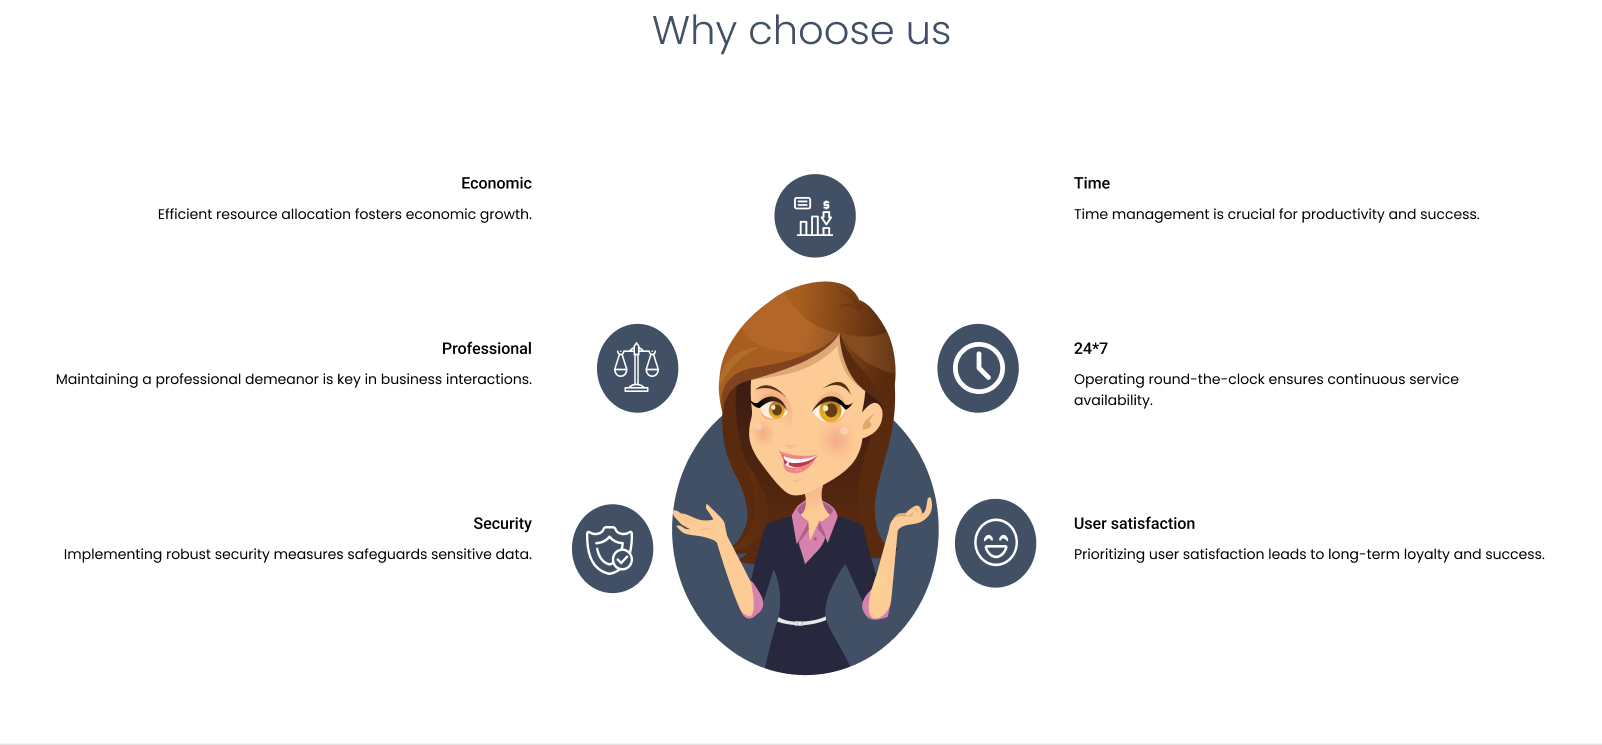 Why choose us
Economic
Efficient resource allocation fosters economic growth.
Professional
Maintaining a professional demeanor is key in business interactions.
Security
Implementing robust security measures safeguards sensitive data.
$
Time
Time management is crucial for productivity and success.
24*7
Operating round-the-clock ensures continuous service
availability.
User satisfaction
Prioritizing user satisfaction leads to long-term loyalty and success.